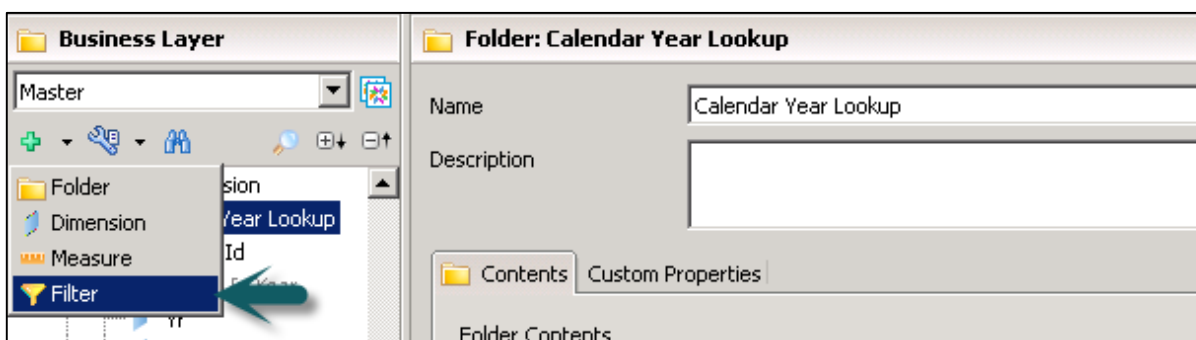 Business Layer
Master
Folder
Dimension
Measure
Filter
sion
Year Lookup
Id
Yr
Folder: Calendar Year Lookup
Name
Calendar Year Lookup
Description
Contents
Custom Properties
Folder Contents